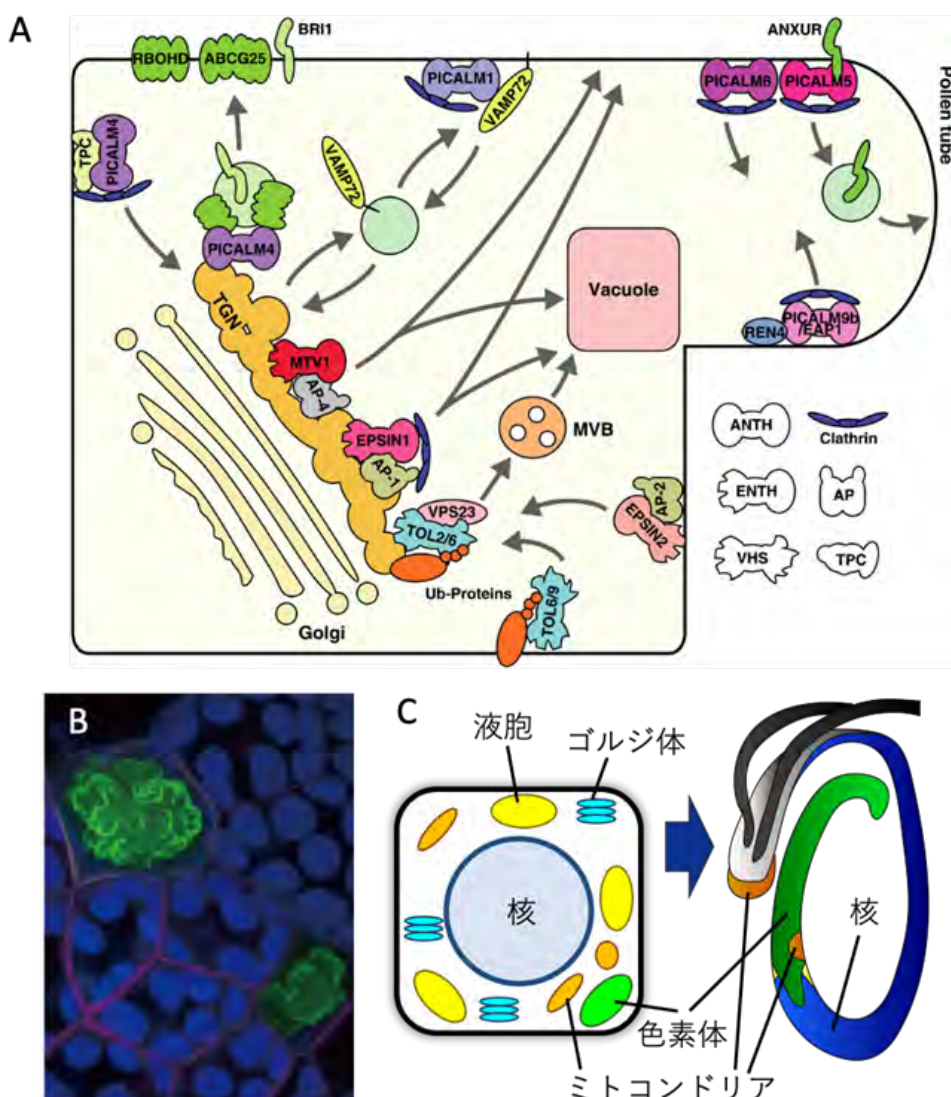 A
BRI1
ANXUR
RBOHD
ABCG25
PICALM1
VAMP72
PICALM6
PICALM5
Pollen tube
TPC
PICALM4
VAMP72
PICALM4
TGN
Vacuole
MTV1
AP-4
REN4
PICALM9b
/EAP1
EPSIN1
AP-1
MVB
ANTH
Clathrin
VPS23
TOL2/6
AP-2
EPSIN2
ENTH
AP
Ub-Proteins
TOL6/9
VHS
TPC
Golgi
B
C
液胞
ゴルジ体
核
核
色素体
ミトコンドリア